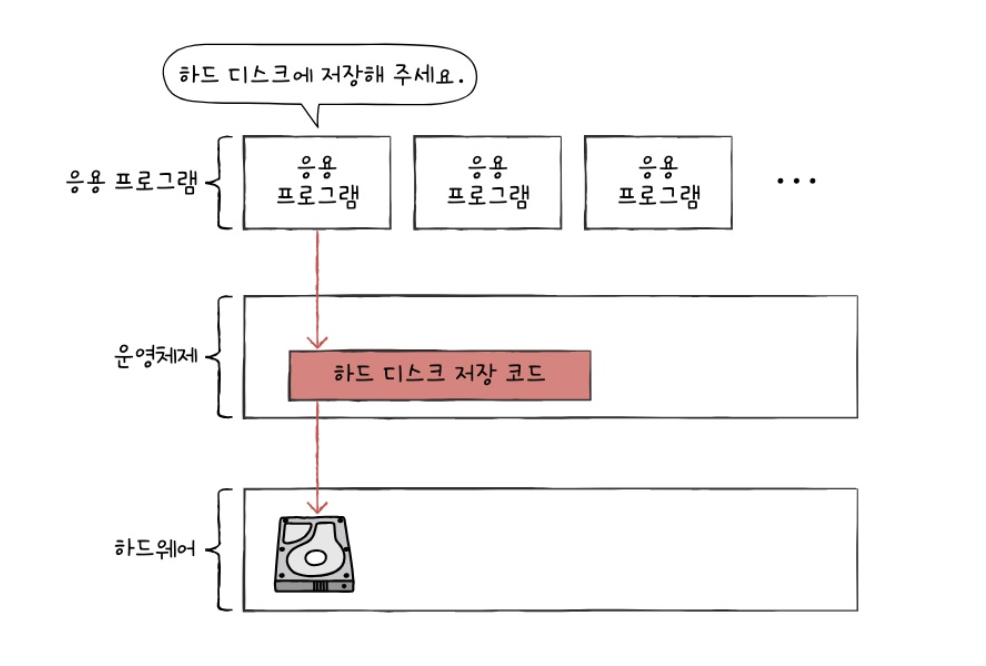 하드 디스크에 저장해 주세요.
응용 프로그램
응용
프로그램
응용
프로그램
응용
프로그램
...
운영체제
하드 디스크 저장 코드
하드웨어